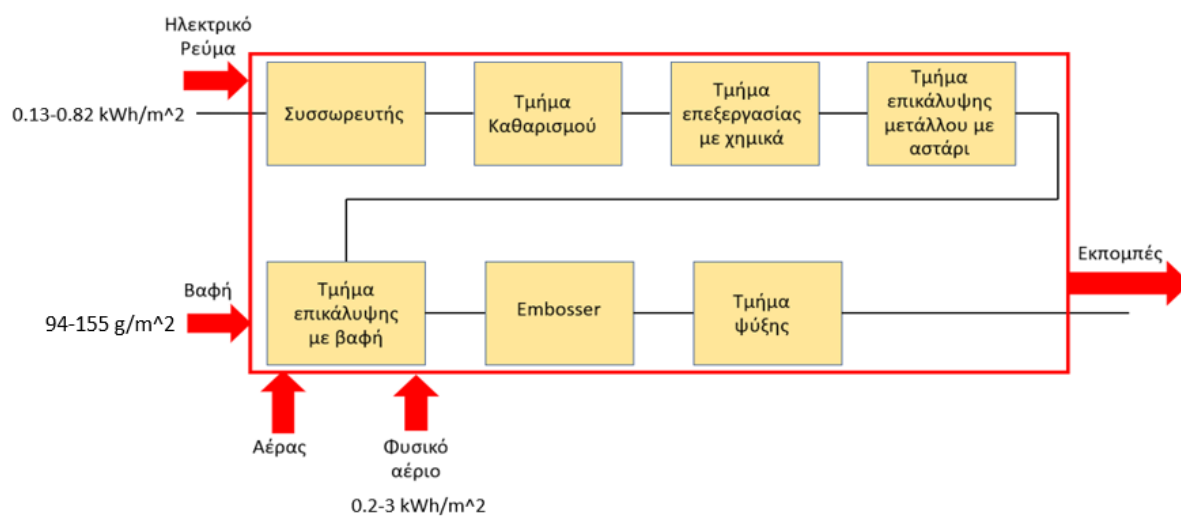 Ηλεκτρικό
Ρεύμα
0.13-0.82 kWh/m^2
Συσσωρευτής
Τμήμα
Καθαρισμού
Τμήμα
επεξεργασίας
με χημικά
Τμήμα
επικάλυψης
μετάλλου με
αστάρι
Εκπομπές
Βαφή
94-155 g/m^2
Τμήμα
επικάλυψης
με βαφή
Embosser
Τμήμα
ψύξης
Αέρας
Φυσικό
αέριο
0.2-3 kWh/m^2